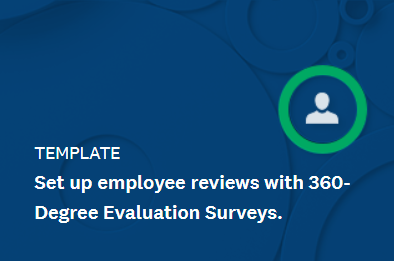 TEMPLATE
Set up employee reviews with 360-
Degree Evaluation Surveys.